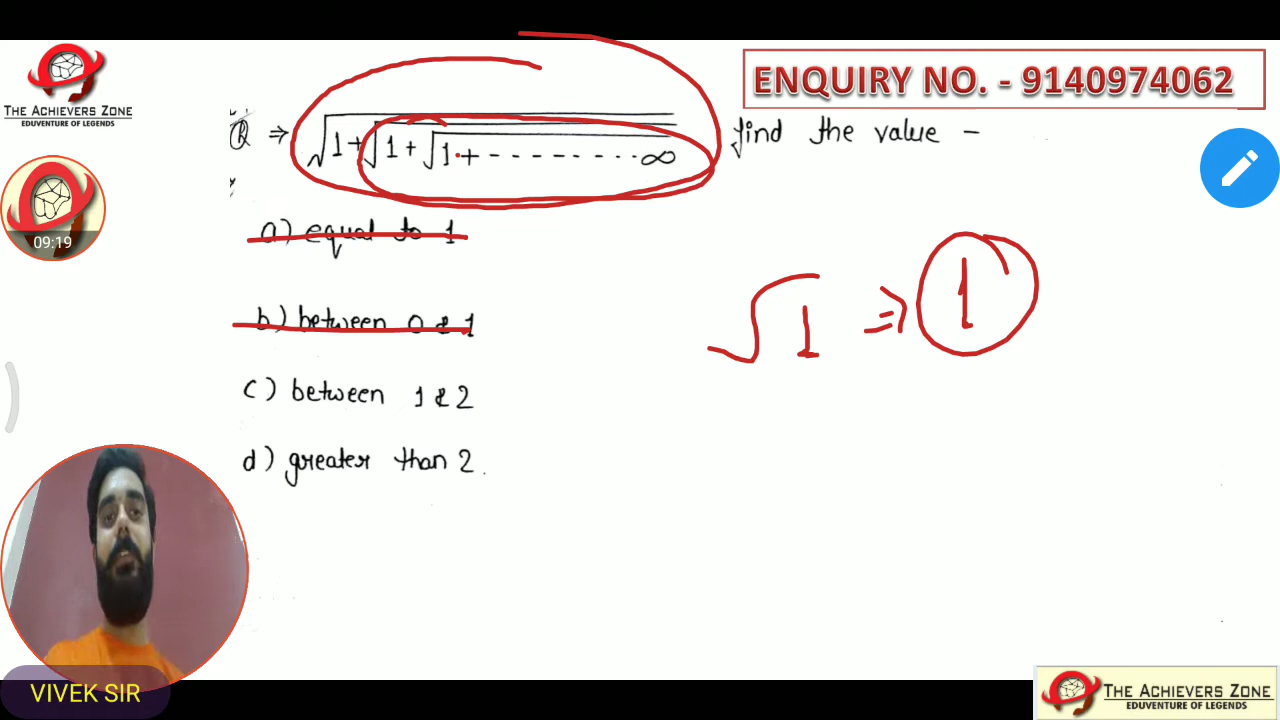 THE ACHIEVERS ZONE
EDUVENTURE OF LEGENDS
ENQUIRY NO. - 9140974062
⇒ √1+√1+√1+---------∞ find the value -
09:19
a) equal to 1
b) between 0 & 1
c) between 1 & 2
d) greater than 2.
√1 ⇒ 1
VIVEK SIR
THE ACHIEVERS ZONE
EDUVENTURE OF LEGENDS